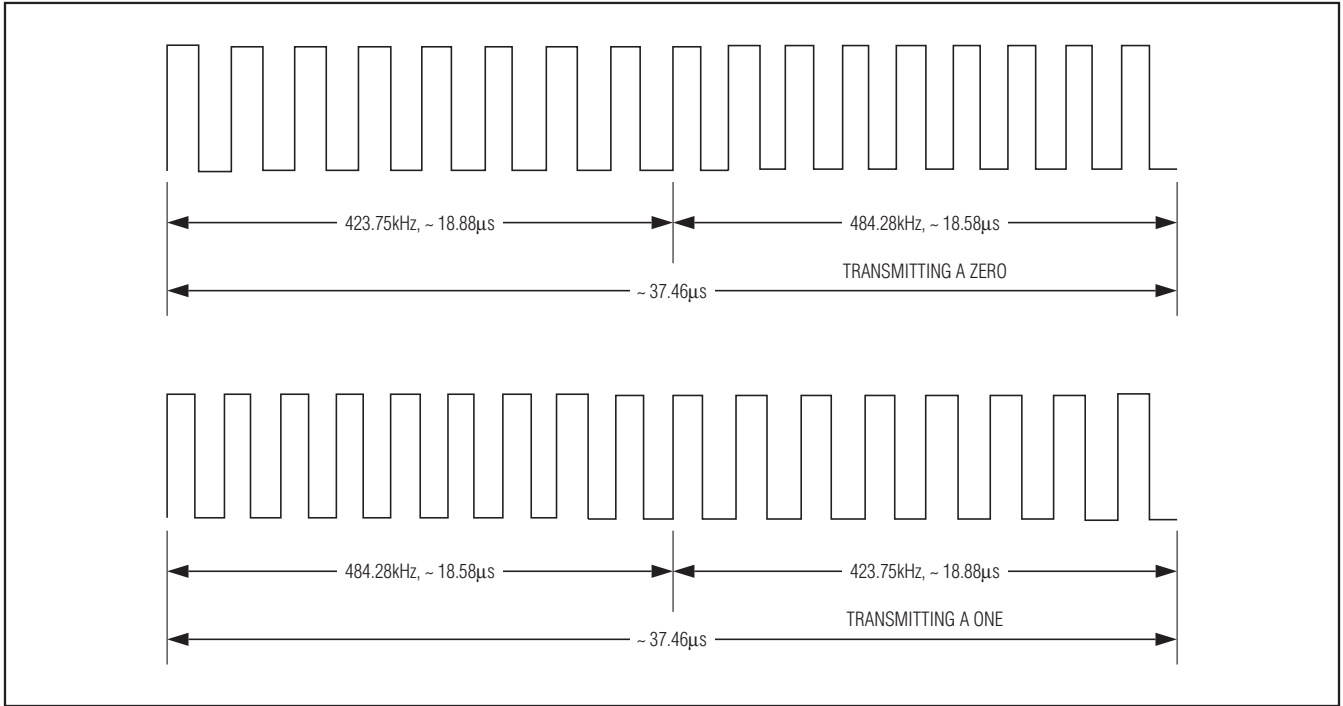 423.75kHz, ~ 18.88µs
484.28kHz, ~ 18.58µs
TRANSMITTING A ZERO
~ 37.46µs
484.28kHz, ~ 18.58µs
423.75kHz, ~ 18.88µs
TRANSMITTING A ONE
~ 37.46µs